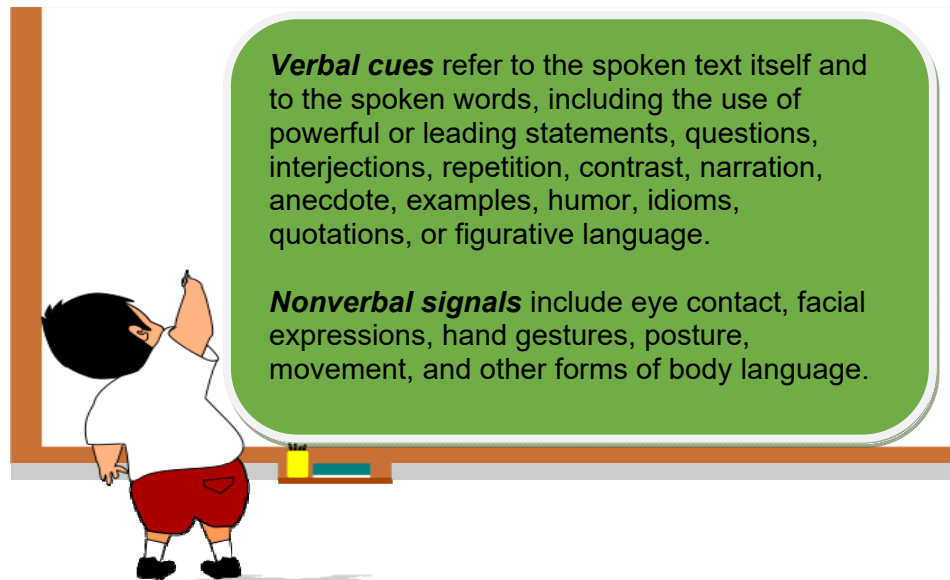 Verbal cues refer to the spoken text itself and
to the spoken words, including the use of
powerful or leading statements, questions,
interjections, repetition, contrast, narration,
anecdote, examples, humor, idioms,
quotations, or figurative language.
Nonverbal signals include eye contact, facial
expressions, hand gestures, posture,
movement, and other forms of body language.